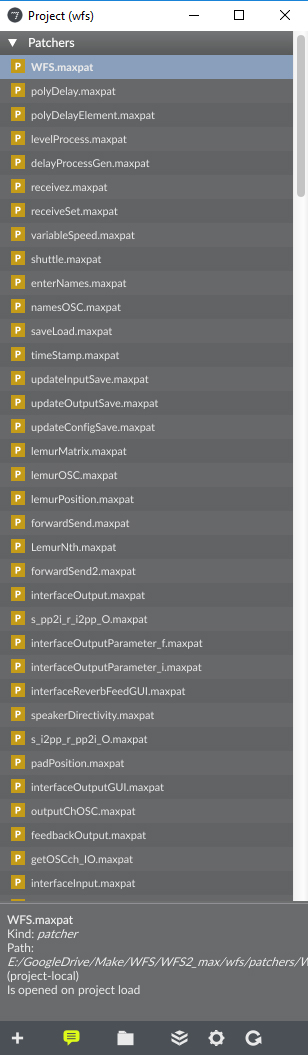 Project (wfs)
Patchers
WFS.maxpat
polyDelay.maxpat
polyDelayElement.maxpat
levelProcess.maxpat
delayProcessGen.maxpat
receivez.maxpat
receiveSet.maxpat
variableSpeed.maxpat
shuttle.maxpat
enterNames.maxpat
namesOSC.maxpat
saveLoad.maxpat
timeStamp.maxpat
updateInputSave.maxpat
updateOutputSave.maxpat
updateConfigSave.maxpat
lemurMatrix.maxpat
lemurOSC.maxpat
lemurPosition.maxpat
forwardSend.maxpat
LemurNth.maxpat
forwardSend2.maxpat
interfaceOutput.maxpat
s_pp2i_r_i2pp_O.maxpat
interfaceOutputParameter_f.maxpat
interfaceOutputParameter_i.maxpat
interfaceReverbFeedGUI.maxpat
speakerDirectivity.maxpat
s_i2pp_r_pp2i_O.maxpat
padPosition.maxpat
interfaceOutputGUI.maxpat
outputChOSC.maxpat
feedbackOutput.maxpat
getOSCch_IO.maxpat
interfaceInput.maxpat
WFS.maxpat
Kind: patcher
Path:
E:/GoogleDrive/Make/WFS/WFS2_max/wfs/patchers/W
(project-local)
Is opened on project load